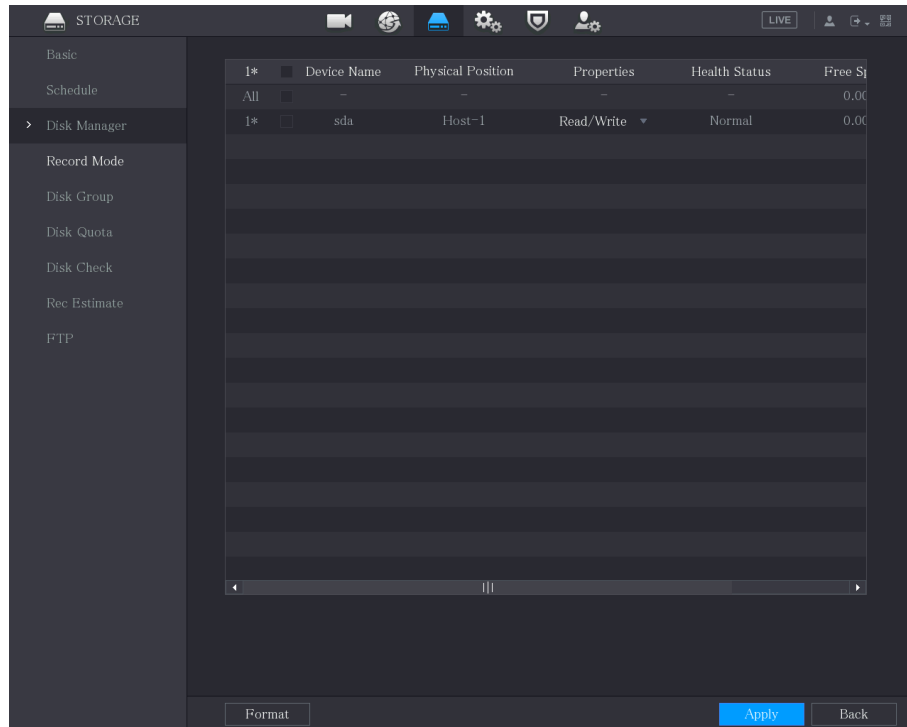 STORAGE LIVE
Basic
Schedule
Disk Manager
Record Mode
Disk Group
Disk Quota
Disk Check
Rec Estimate
FTP
1* Device Name Physical Position Properties Health Status Free Sp
All - - - - 0.00
1* sda Host-1 Read/Write Normal 0.00
Format Apply Back